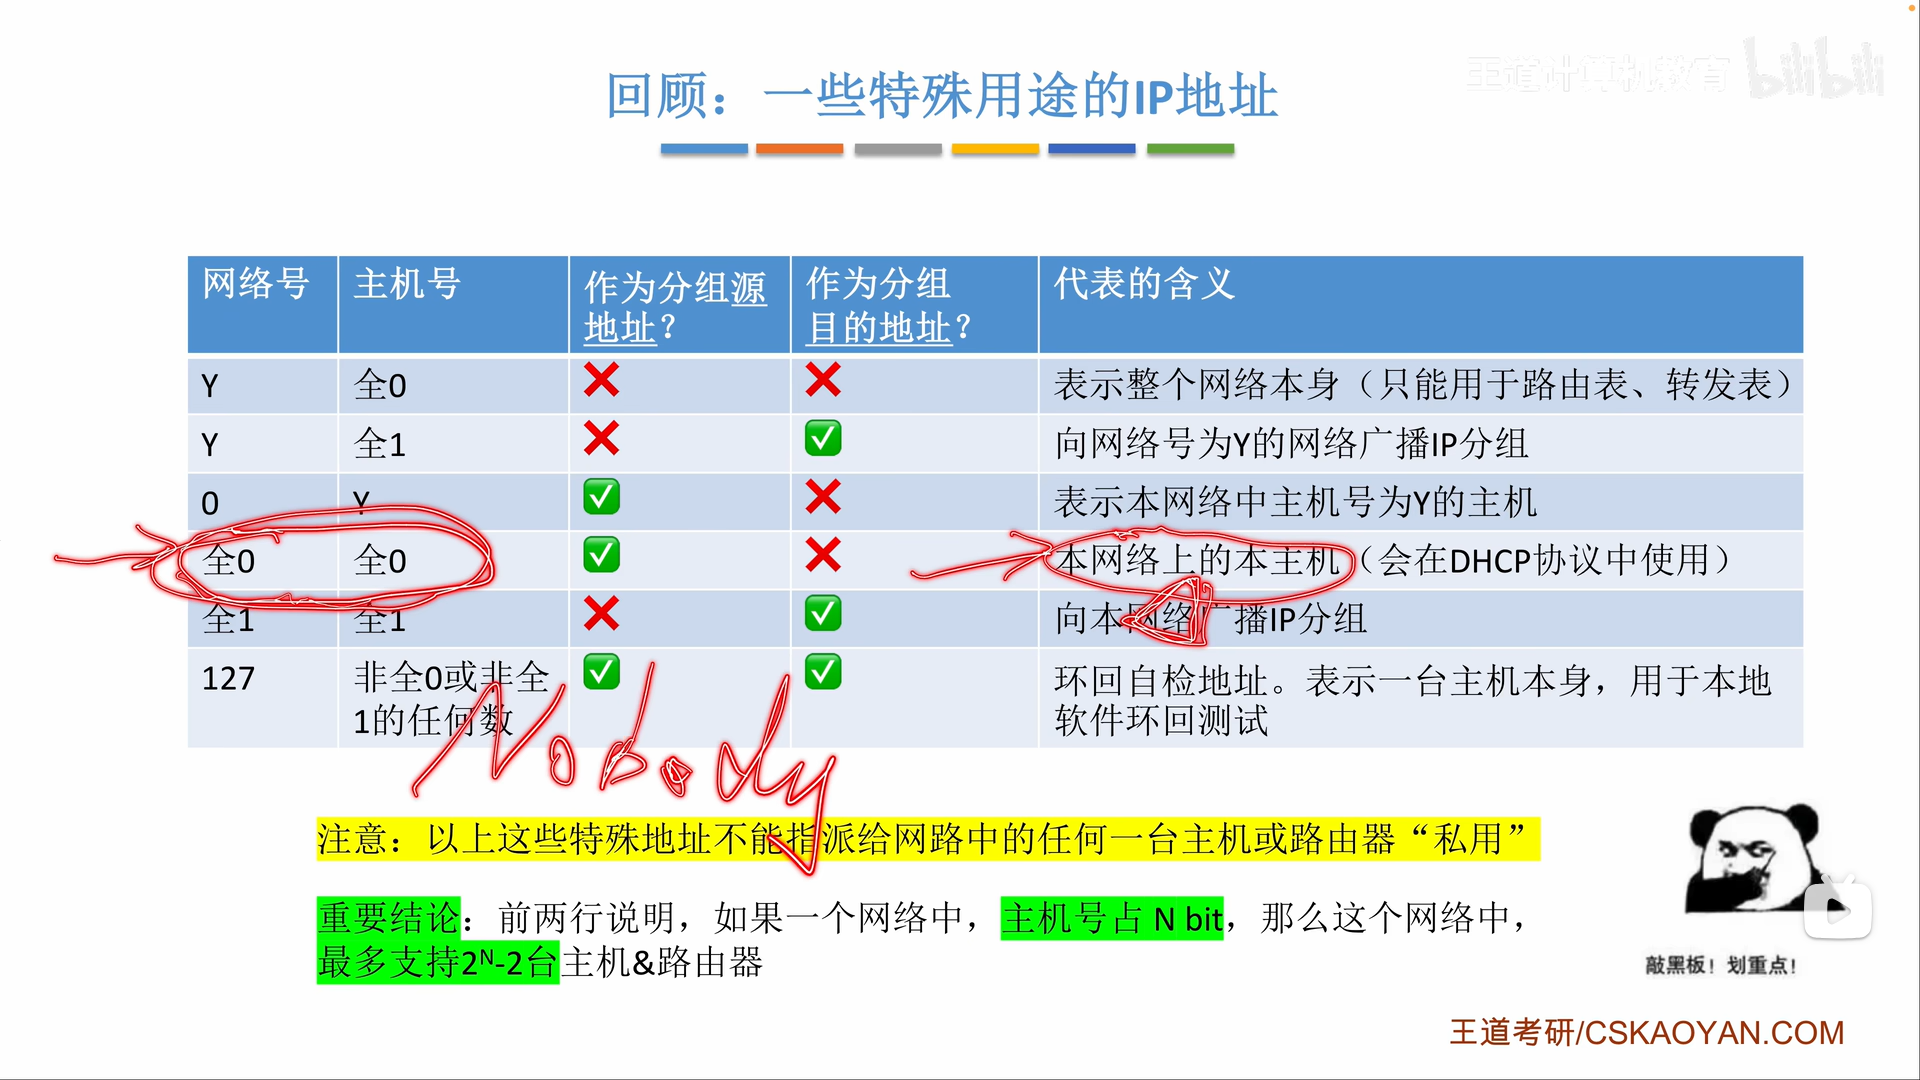 王道计算机教育 bilibili
回顾：一些特殊用途的IP地址
网络号 主机号 作为分组源地址？ 作为分组目的地址？ 代表的含义
Y 全0 ❌ ❌ 表示整个网络本身（只能用于路由表、转发表）
Y 全1 ❌ ✅ 向网络号为Y的网络广播IP分组
0 Y ✅ ❌ 表示本网络中主机号为Y的主机
全0 全0 ✅ ❌ 本网络上的本主机（会在DHCP协议中使用）
全1 全1 ❌ ✅ 向本网络广播IP分组
127 非全0或非全1的任何数 ✅ ✅ 环回自检地址。表示一台主机本身，用于本地
软件环回测试
Nobody
注意：以上这些特殊地址不能指派给网路中的任何一台主机或路由器“私用”
重要结论：前两行说明，如果一个网络中，主机号占 N bit，那么这个网络中，
最多支持2ᴺ-2台主机&路由器
敲黑板！划重点！
王道考研/CSKAOYAN.COM